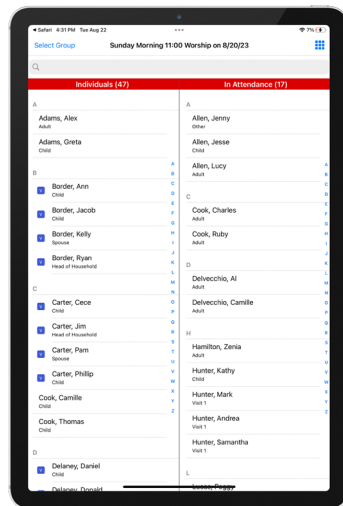 Safari 4:31 PM Tue Aug 22
7%
Select Group
Sunday Morning 11:00 Worship on 8/20/23
Individuals (47)
A
Adams, Alex
Adult
Adams, Greta
Child
B
V Border, Ann
Child
V Border, Jacob
Child
V Border, Kelly
Spouse
V Border, Ryan
Head of Household
C
V Carter, Cece
Child
V Carter, Jim
Head of Household
V Carter, Pam
Spouse
V Carter, Phillip
Child
Cook, Camille
Child
Cook, Thomas
Child
D
V Delaney, Daniel
Child
V Delaney, Donald
A
B
C
D
E
F
G
H
I
J
K
L
M
N
O
P
Q
R
S
T
U
V
W
X
Y
Z
In Attendance (17)
A
Allen, Jenny
Other
Allen, Jesse
Child
Allen, Lucy
Adult
C
Cook, Charles
Adult
Cook, Ruby
Adult
D
Delvecchio, Al
Adult
Delvecchio, Camille
Adult
H
Hamilton, Zenia
Adult
Hunter, Kathy
Child
Hunter, Mark
Visit 1
Hunter, Andrea
Visit 1
Hunter, Samantha
Visit 1
L
Lucas, Peggy
A
B
C
D
E
F
G
H
I
J
K
L
M
N
O
P
Q
R
S
T
U
V
W
X
Y
Z